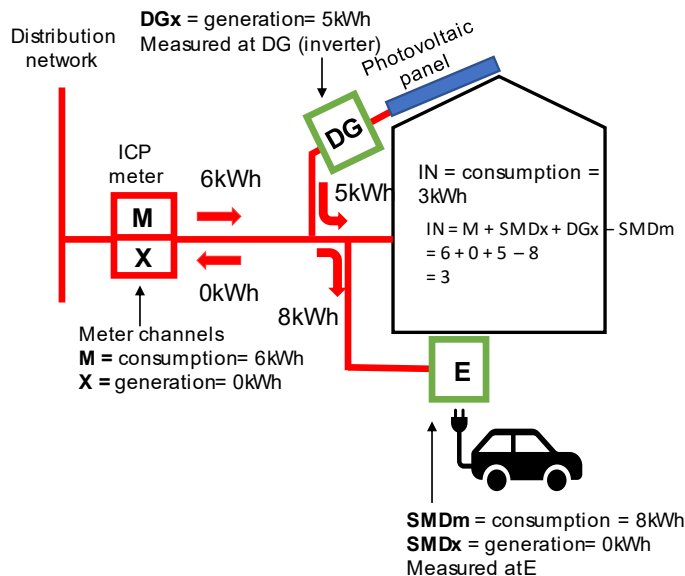 DGx = generation= 5kWh
Measured at DG (inverter)
Distribution
network
Photovoltaic
panel
DG
ICP
meter
6kWh
5kWh
M
X
0kWh
8kWh
IN = consumption =
3kWh
IN = M + SMDx + DGx – SMDm
= 6 + 0 + 5 – 8
= 3
Meter channels
M = consumption= 6kWh
X = generation= 0kWh
E
SMDm = consumption = 8kWh
SMDx = generation= 0kWh
Measured atE